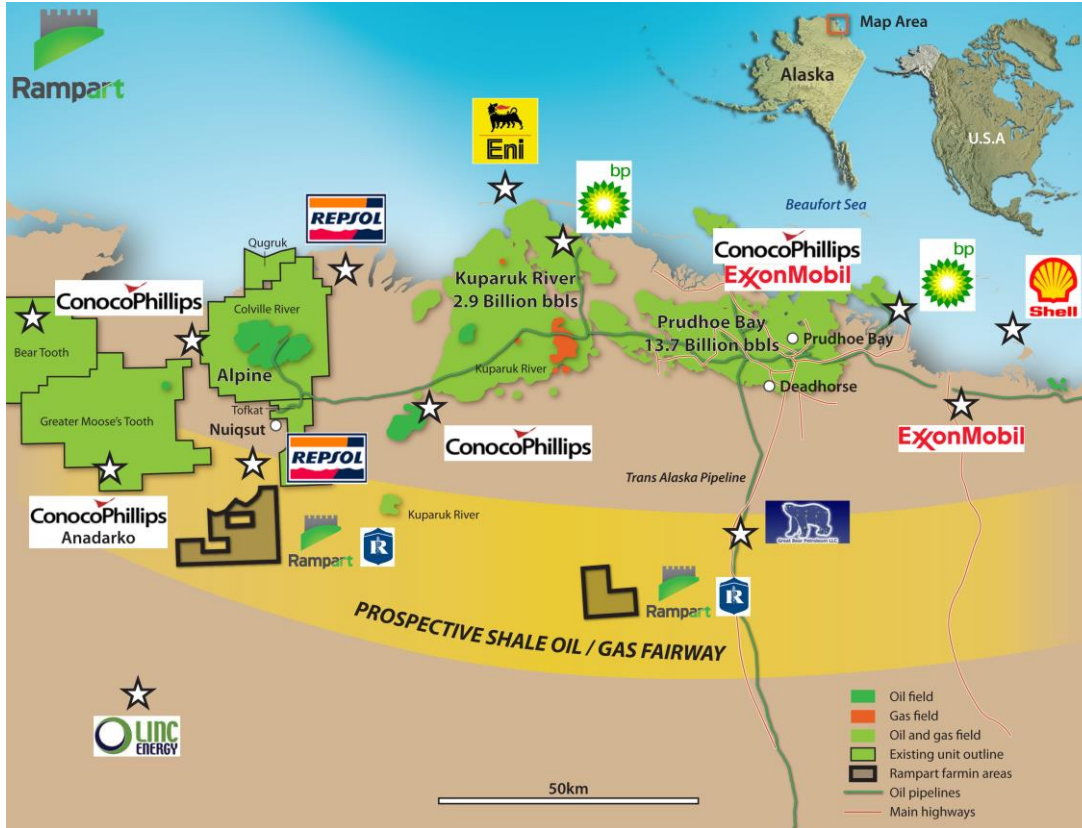 Rampart
Map Area
Alaska
U.S.A
Eni
bp
Beaufort Sea
REPSOL
Qugruk
ConocoPhillips
ExxonMobil
bp
Shell
ConocoPhillips
Colville River
Kuparuk River
2.9 Billion bbls
Prudhoe Bay
13.7 Billion bbls
Prudhoe Bay
Bear Tooth
Alpine
Kuparuk River
Deadhorse
Greater Moose's Tooth
Tofkat
Nuiqsut
REPSOL
ConocoPhillips
ExxonMobil
Trans Alaska Pipeline
ConocoPhillips
Anadarko
Kuparuk River
Great Bear Petroleum LLC
Rampart
R
Rampart
R
PROSPECTIVE SHALE OIL / GAS FAIRWAY
LINC
ENERGY
Oil field
Gas field
Oil and gas field
Existing unit outline
Rampart farmin areas
Oil pipelines
Main highways
50km